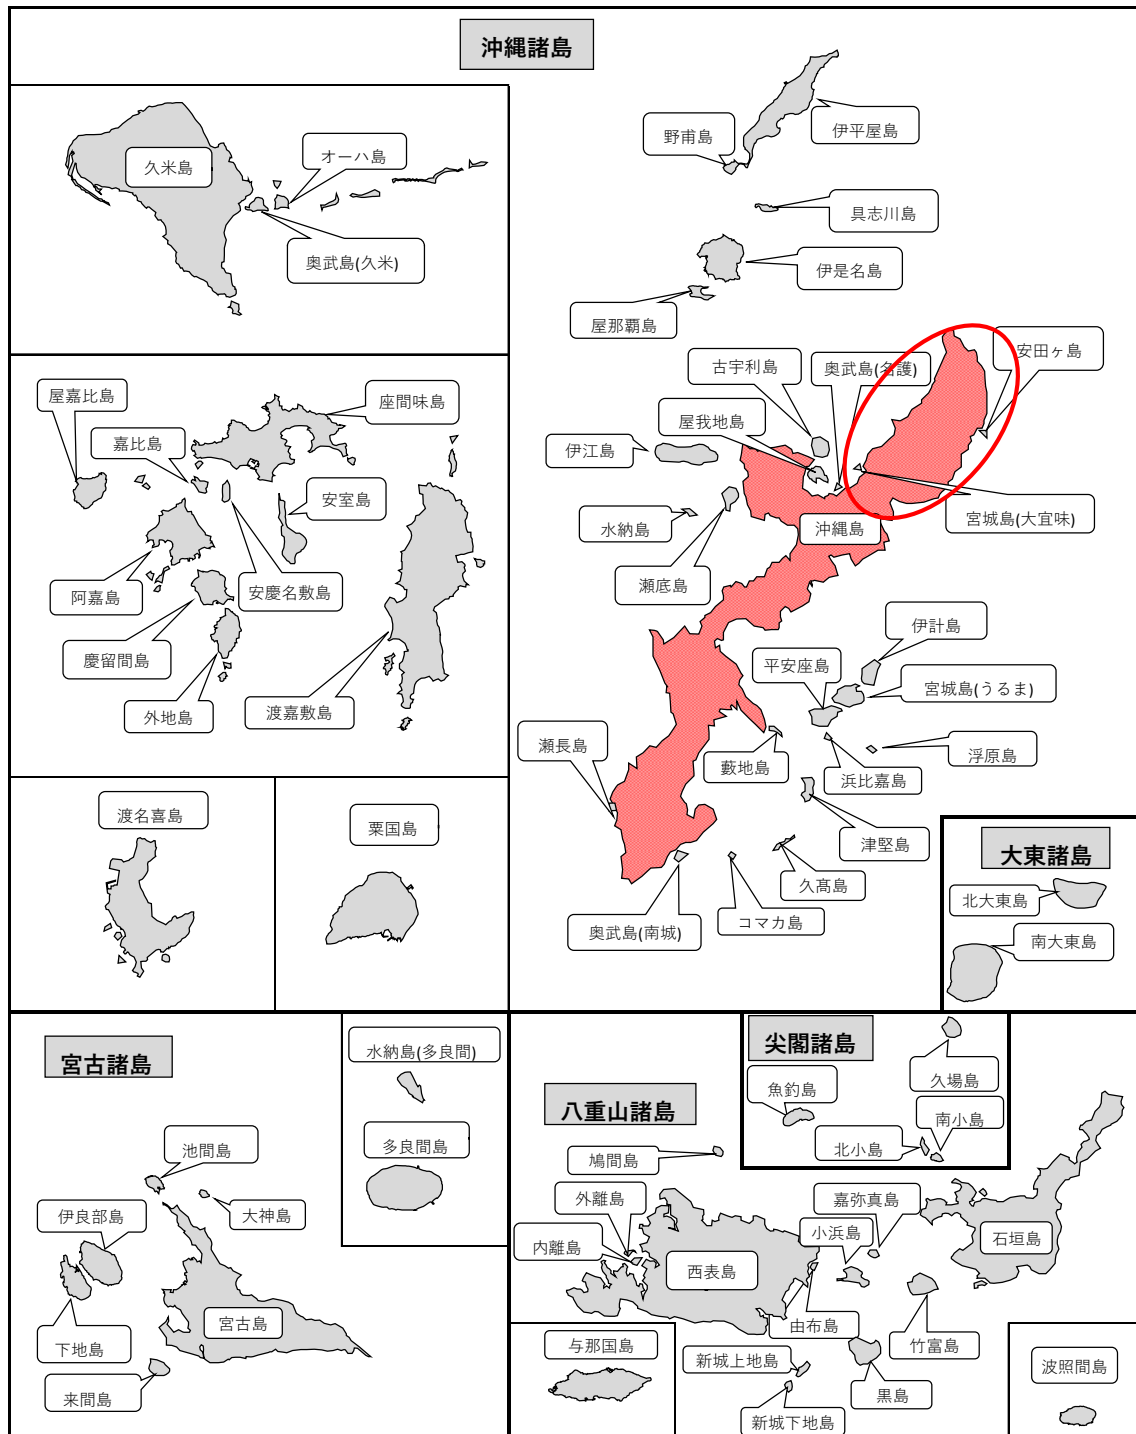 沖縄諸島
久米島
オーハ島
奥武島(久米)
野甫島
伊平屋島
具志川島
伊是名島
屋那覇島
安田ヶ島
古宇利島
奥武島(名護)
屋我地島
伊江島
水納島
沖縄島
宮城島(大宜味)
瀬底島
屋嘉比島
座間味島
嘉比島
安室島
阿嘉島
安慶名敷島
慶留間島
外地島
渡嘉敷島
伊計島
平安座島
宮城島(うるま)
瀬長島
藪地島
浜比嘉島
浮原島
津堅島
久髙島
コマカ島
奥武島(南城)
渡名喜島
粟国島
大東諸島
北大東島
南大東島
宮古諸島
水納島(多良間)
多良間島
池間島
大神島
伊良部島
宮古島
下地島
来間島
八重山諸島
尖閣諸島
久場島
魚釣島
南小島
北小島
鳩間島
外離島
嘉弥真島
小浜島
石垣島
内離島
西表島
由布島
竹富島
与那国島
新城上地島
黒島
新城下地島
波照間島